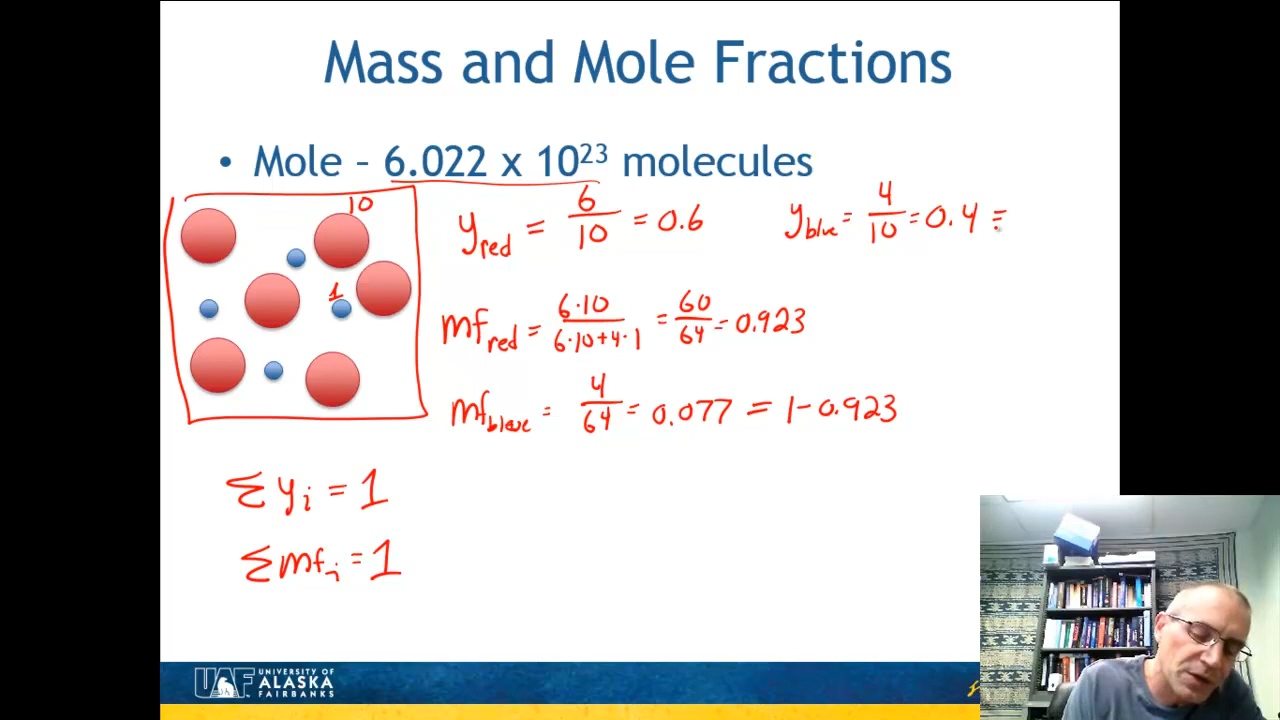 Mass and Mole Fractions
• Mole – 6.022 x 10²³ molecules
10
1
y_red = 6/10 = 0.6
y_blue = 4/10 = 0.4 =
mf_red = 6·10/(6·10+4·1) = 60/64 = 0.923
mf_blue = 4/64 = 0.077 = 1-0.923
Σ y_i = 1
Σ mf_i = 1
UAF UNIVERSITY OF
ALASKA
FAIRBANKS